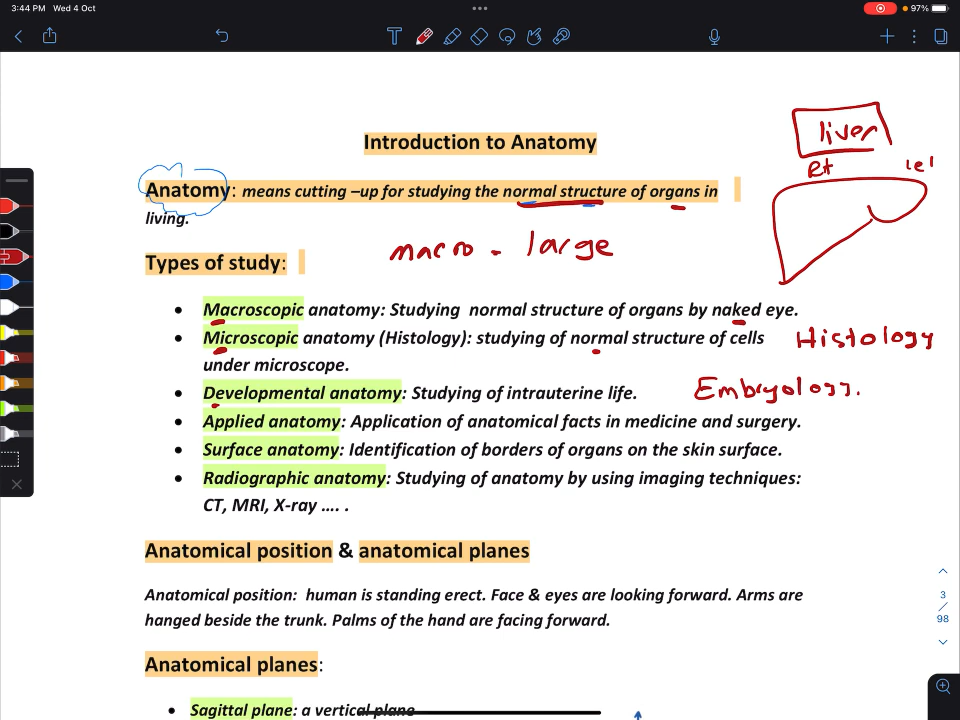 3:44 PM Wed 4 Oct
97%
Introduction to Anatomy
liver
Rt
Anatomy: means cutting –up for studying the normal structure of organs in
living.
macro - large
Types of study:
Macroscopic anatomy: Studying normal structure of organs by naked eye.
Microscopic anatomy (Histology): studying of normal structure of cells
Histology
under microscope.
Developmental anatomy: Studying of intrauterine life.
Embryology.
Applied anatomy: Application of anatomical facts in medicine and surgery.
Surface anatomy: Identification of borders of organs on the skin surface.
Radiographic anatomy: Studying of anatomy by using imaging techniques:
CT, MRI, X-ray .... .
Anatomical position & anatomical planes
Anatomical position: human is standing erect. Face & eyes are looking forward. Arms are
hanged beside the trunk. Palms of the hand are facing forward.
3
/
98
Anatomical planes:
Sagittal plane: a vertical plane